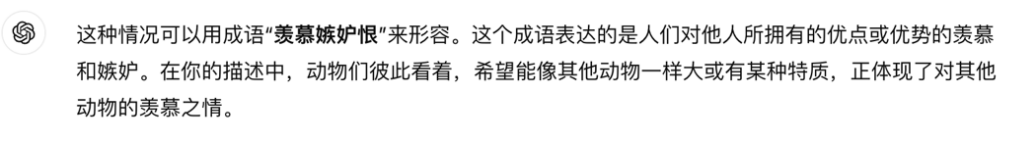 这种情况可以用成语“羡慕嫉妒恨”来形容。这个成语表达的是人们对他人所拥有的优点或优势的羡慕
和嫉妒。在你的描述中，动物们彼此看着，希望能像其他动物一样大或有某种特质，正体现了对其他
动物的羡慕之情。